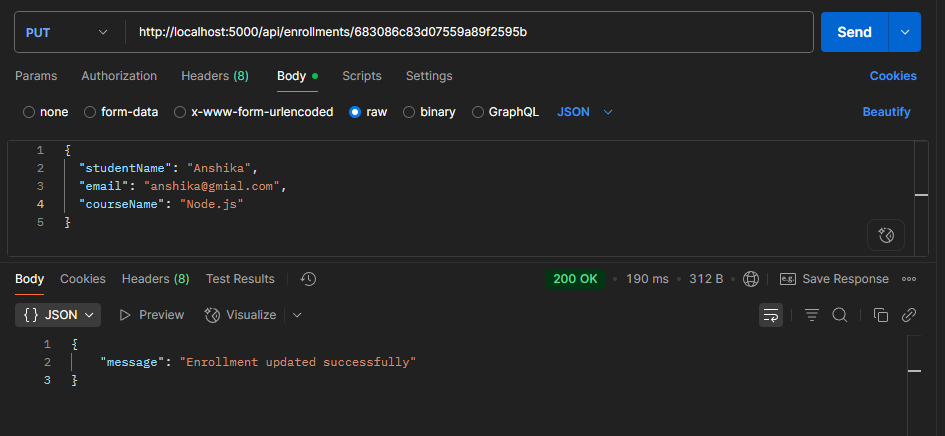 PUT http://localhost:5000/api/enrollments/683086c83d07559a89f2595b Send
Params Authorization Headers (8) Body Scripts Settings Cookies
none form-data x-www-form-urlencoded raw binary GraphQL JSON Beautify
1 {
2 "studentName": "Anshika",
3 "email": "anshika@gmial.com",
4 "courseName": "Node.js"
5 }
Body Cookies Headers (8) Test Results 200 OK • 190 ms • 312 B e.g. Save Response
{} JSON Preview Visualize
1 {
2 "message": "Enrollment updated successfully"
3 }